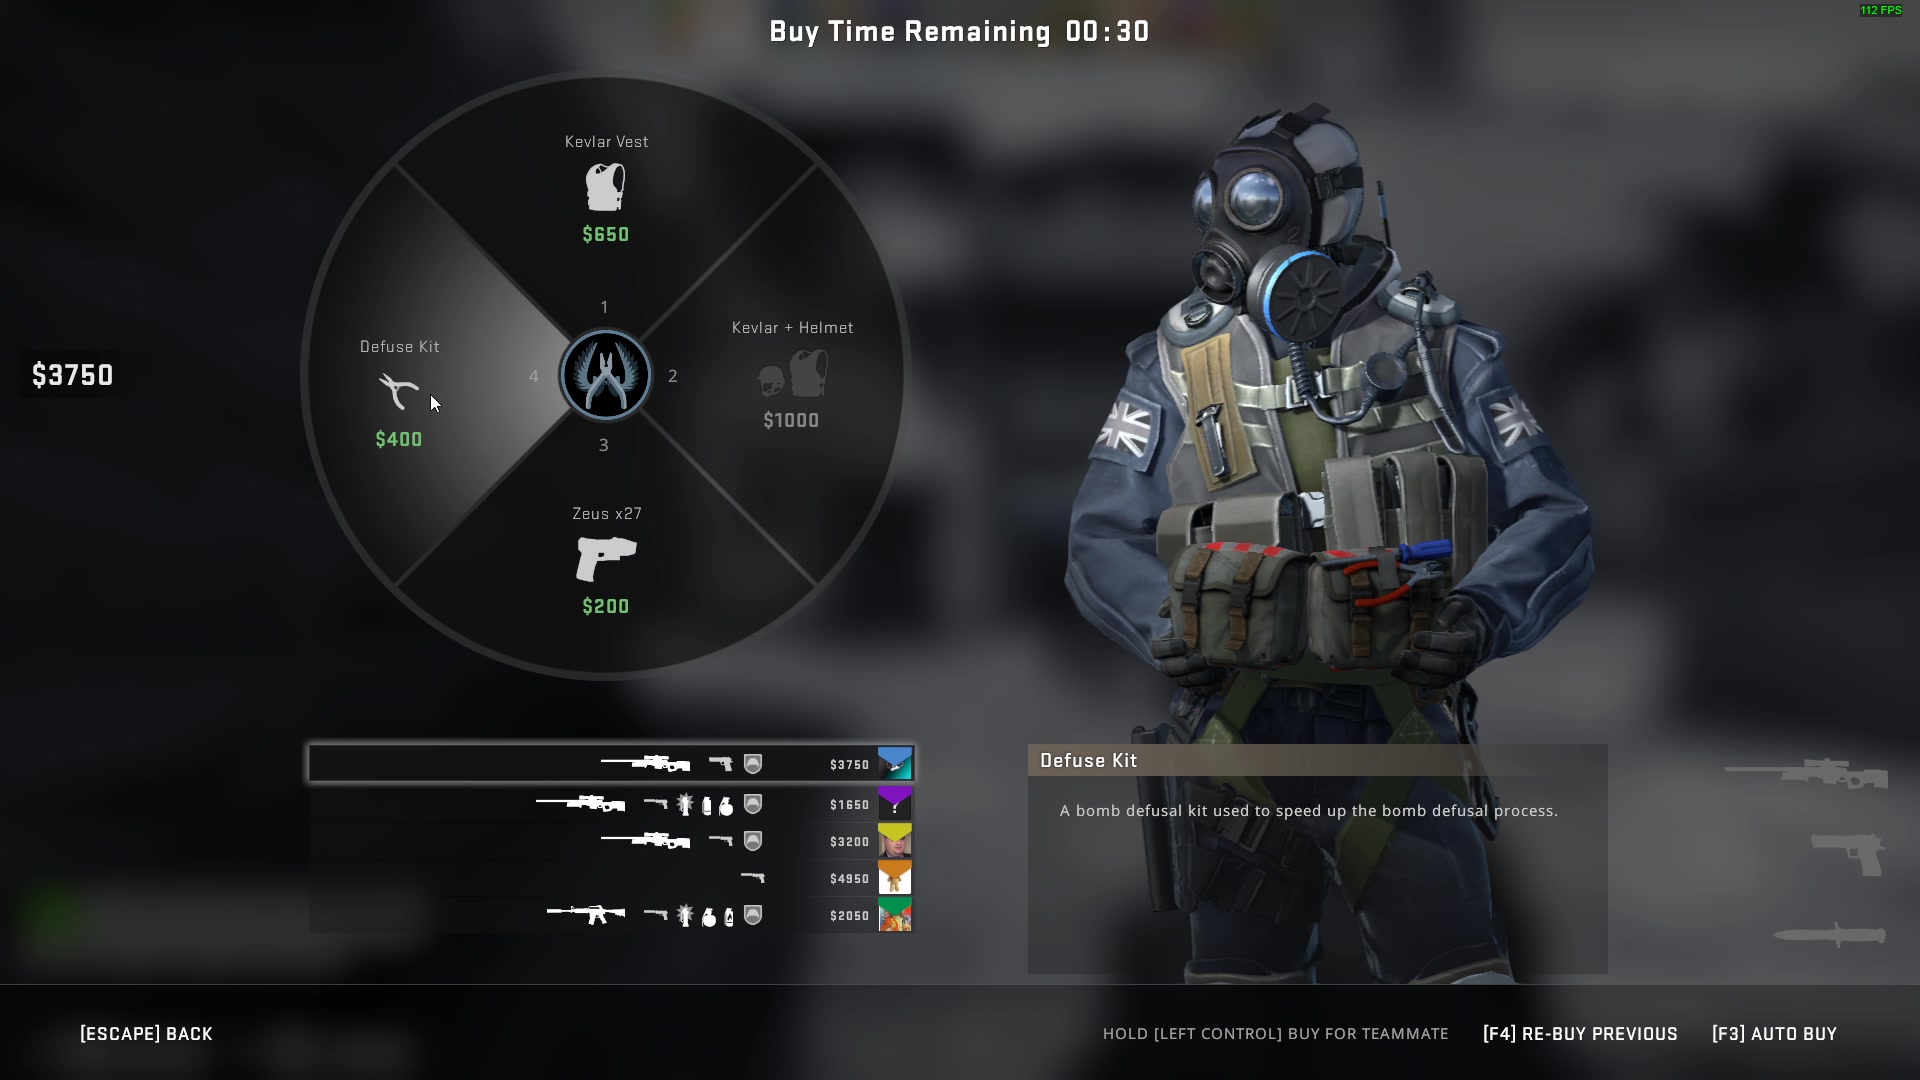 112 FPS
Buy Time Remaining 00:30
Kevlar Vest
$650
1
Kevlar + Helmet
$1000
2
Defuse Kit
$400
4
3
Zeus x27
$200
$3750
$3750
$1650
$3200
$4950
$2050
Defuse Kit
A bomb defusal kit used to speed up the bomb defusal process.
[ESCAPE] BACK
HOLD [LEFT CONTROL] BUY FOR TEAMMATE
[F4] RE-BUY PREVIOUS
[F3] AUTO BUY